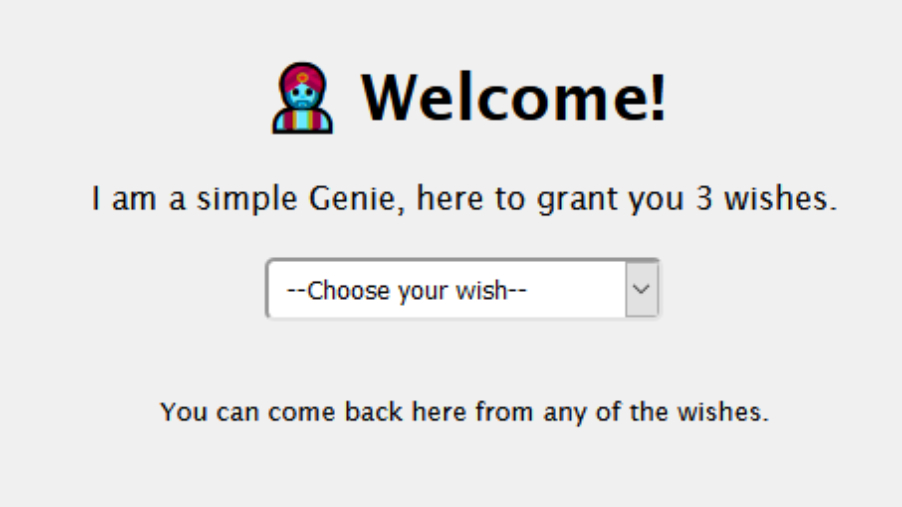 Welcome!
I am a simple Genie, here to grant you 3 wishes.
--Choose your wish--
You can come back here from any of the wishes.